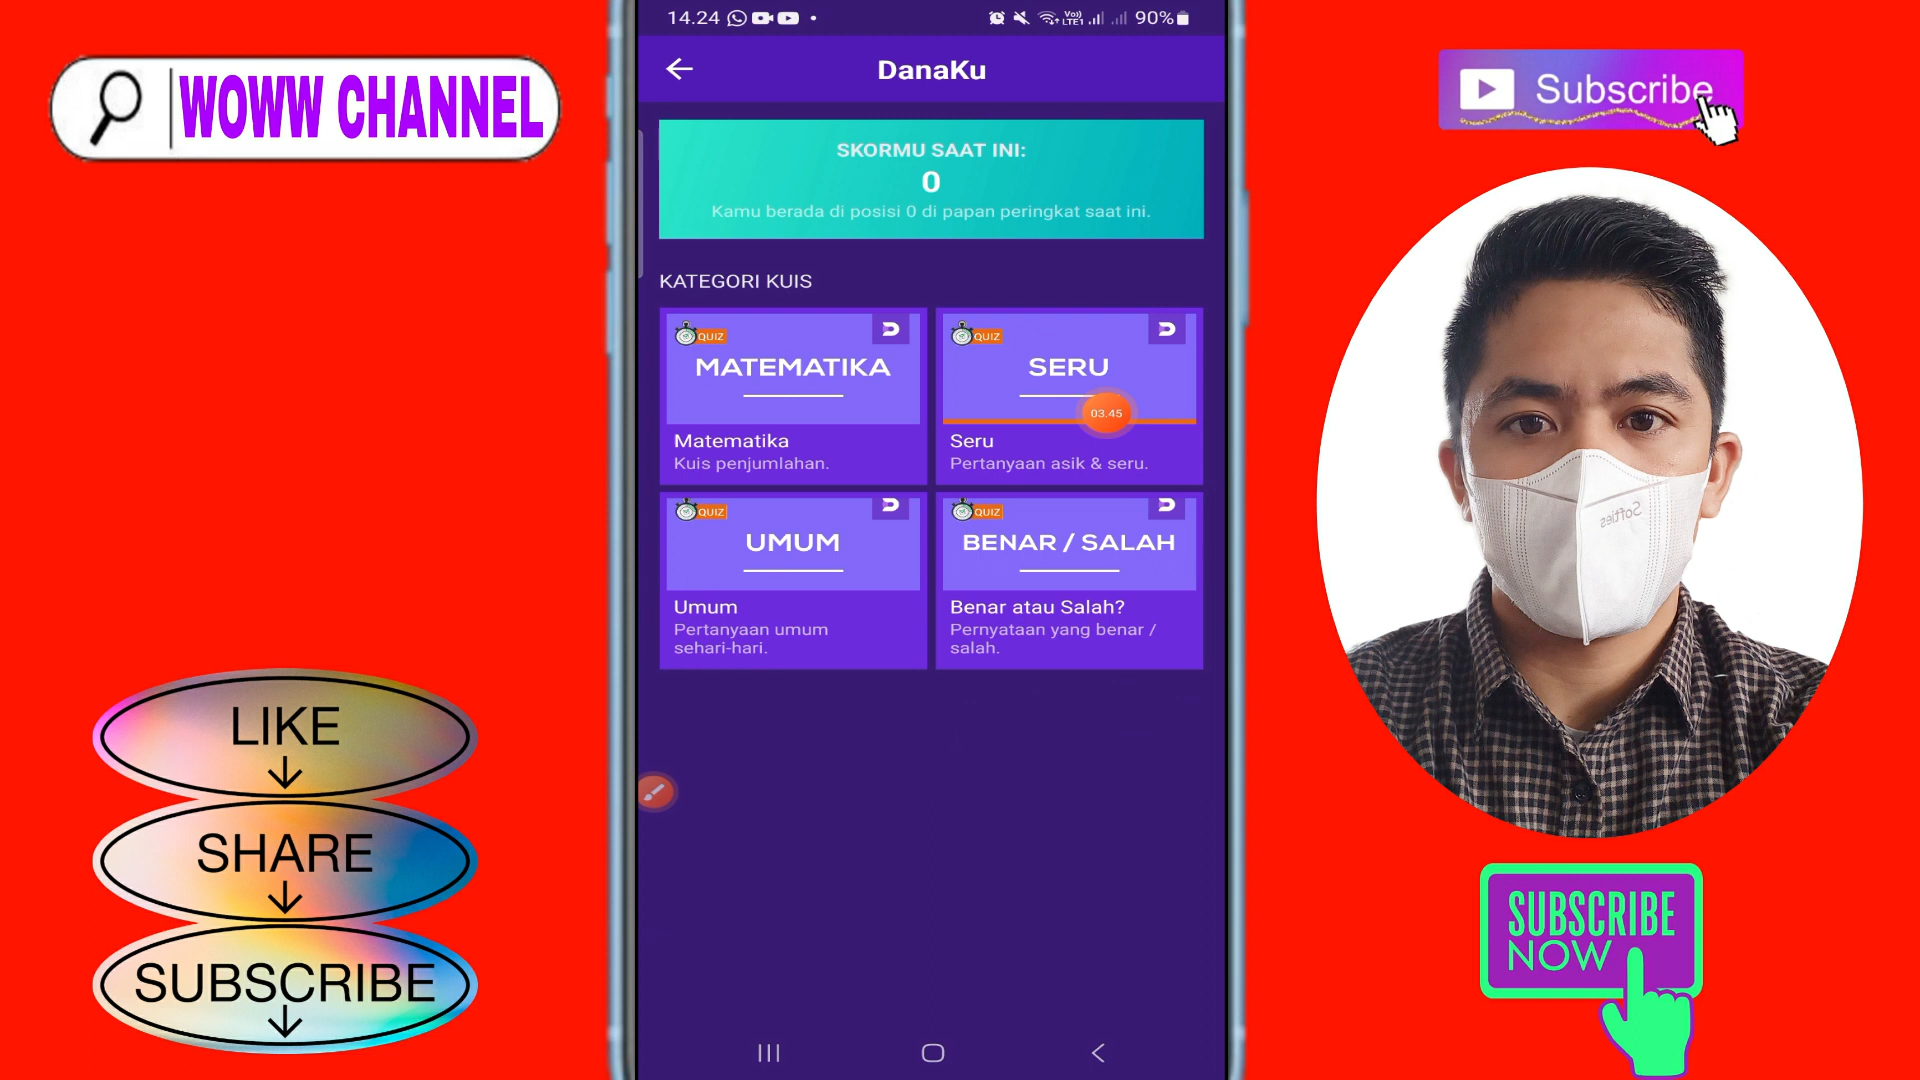 WOWW CHANNEL
LIKE
SHARE
SUBSCRIBE
14.24
Vo))
LTE1
90%
DanaKu
SKORMU SAAT INI:
0
Kamu berada di posisi 0 di papan peringkat saat ini.
KATEGORI KUIS
QUIZ
MATEMATIKA
Matematika
Kuis penjumlahan.
QUIZ
SERU
03.45
Seru
Pertanyaan asik & seru.
QUIZ
UMUM
Umum
Pertanyaan umum
sehari-hari.
QUIZ
BENAR / SALAH
Benar atau Salah?
Pernyataan yang benar /
salah.
Subscribe
Softies
SUBSCRIBE
NOW